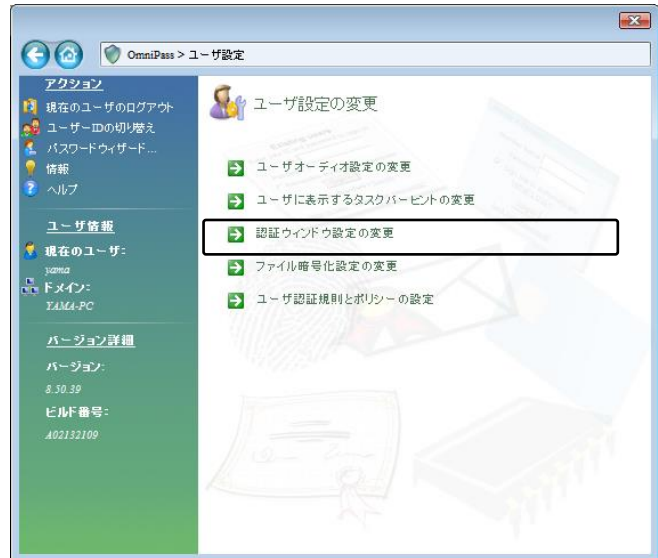 OmniPass > ユーザ設定
アクション
現在のユーザのログアウト
ユーザーIDの切り替え
パスワードウィザード...
情報
ヘルプ
ユーザ情報
現在のユーザ:
yama
ドメイン:
YAMA-PC
バージョン詳細
バージョン:
8.50.39
ビルド番号:
A02132109
ユーザ設定の変更
ユーザオーディオ設定の変更
ユーザに表示するタスクバーヒントの変更
認証ウィンドウ設定の変更
ファイル暗号化設定の変更
ユーザ認証規則とポリシーの設定